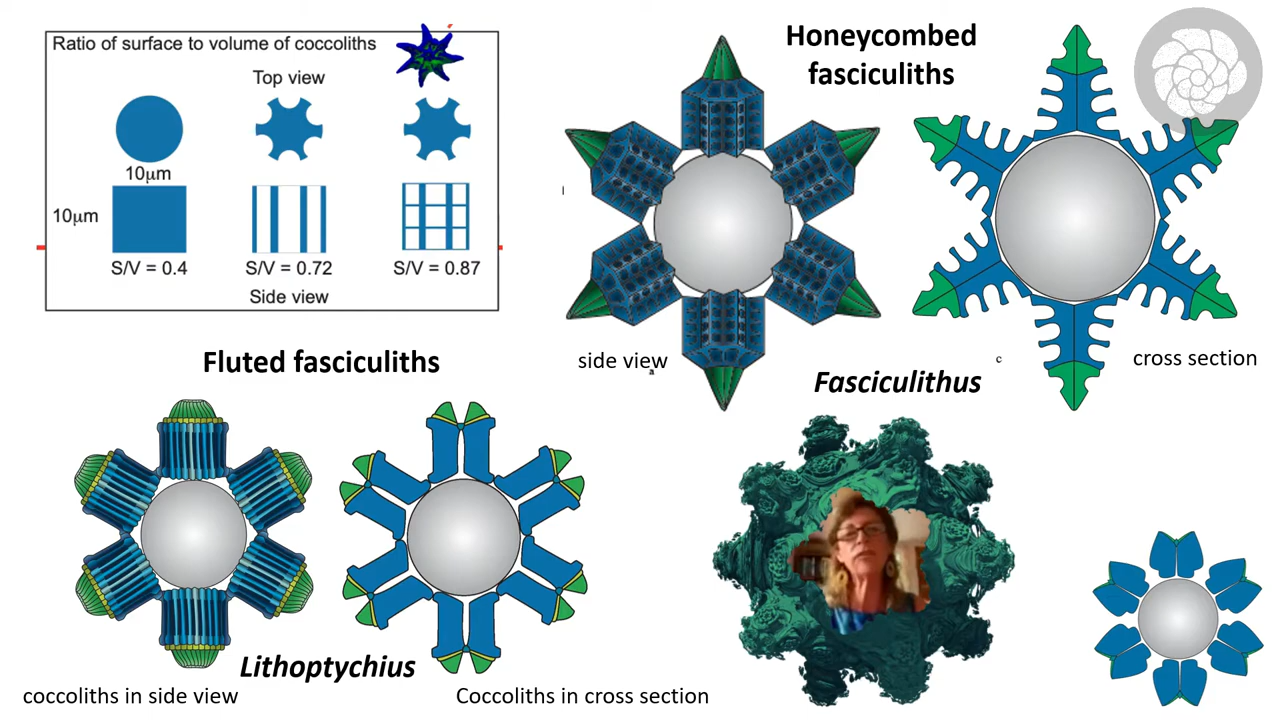 Ratio of surface to volume of coccoliths
Top view
10µm
10µm
S/V = 0.4
S/V = 0.72
S/V = 0.87
Side view
Honeycombed
fasciculiths
side view
a
c
cross section
Fasciculithus
Fluted fasciculiths
Lithoptychius
coccoliths in side view
Coccoliths in cross section